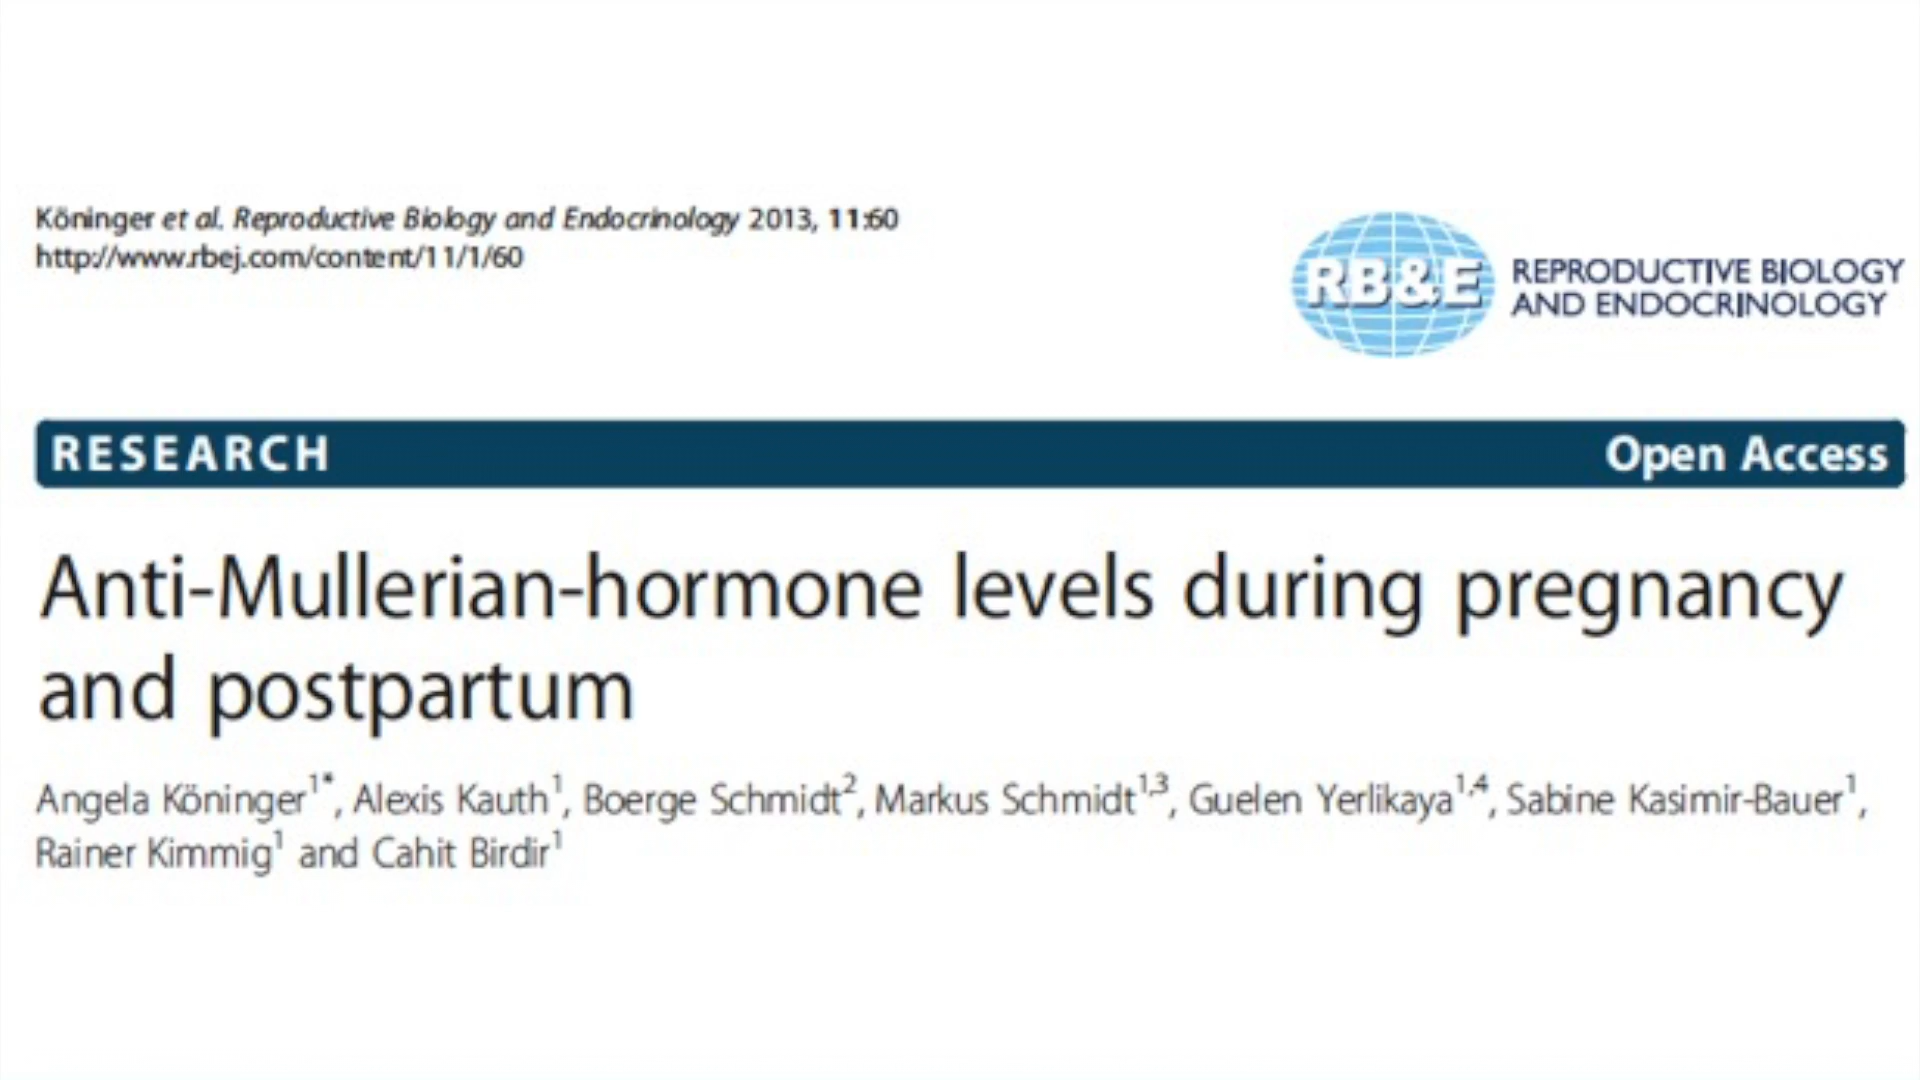 Köninger et al. Reproductive Biology and Endocrinology 2013, 11:60
http://www.rbej.com/content/11/1/60
RB&E
REPRODUCTIVE BIOLOGY
AND ENDOCRINOLOGY
RESEARCH
Open Access
Anti-Mullerian-hormone levels during pregnancy
and postpartum
Angela Köninger1*, Alexis Kauth1, Boerge Schmidt2, Markus Schmidt1,3, Guelen Yerlikaya1,4, Sabine Kasimir-Bauer1,
Rainer Kimmig1 and Cahit Birdir1